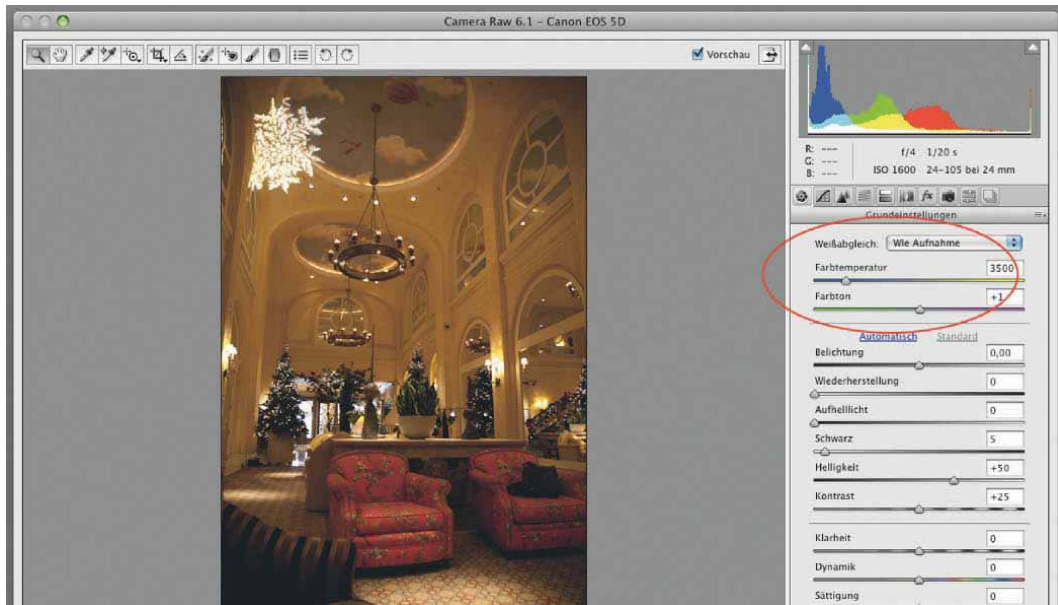 Camera Raw 6.1 – Canon EOS 5D
Vorschau
R: ---
G: ---
B: ---
f/4 1/20 s
ISO 1600 24–105 bei 24 mm
Grundeinstellungen
Weißabgleich: Wie Aufnahme
Farbtemperatur 3500
Farbton +1
Automatisch Standard
Belichtung 0,00
Wiederherstellung 0
Aufhelllicht 0
Schwarz 5
Helligkeit +50
Kontrast +25
Klarheit 0
Dynamik 0
Sättigung 0